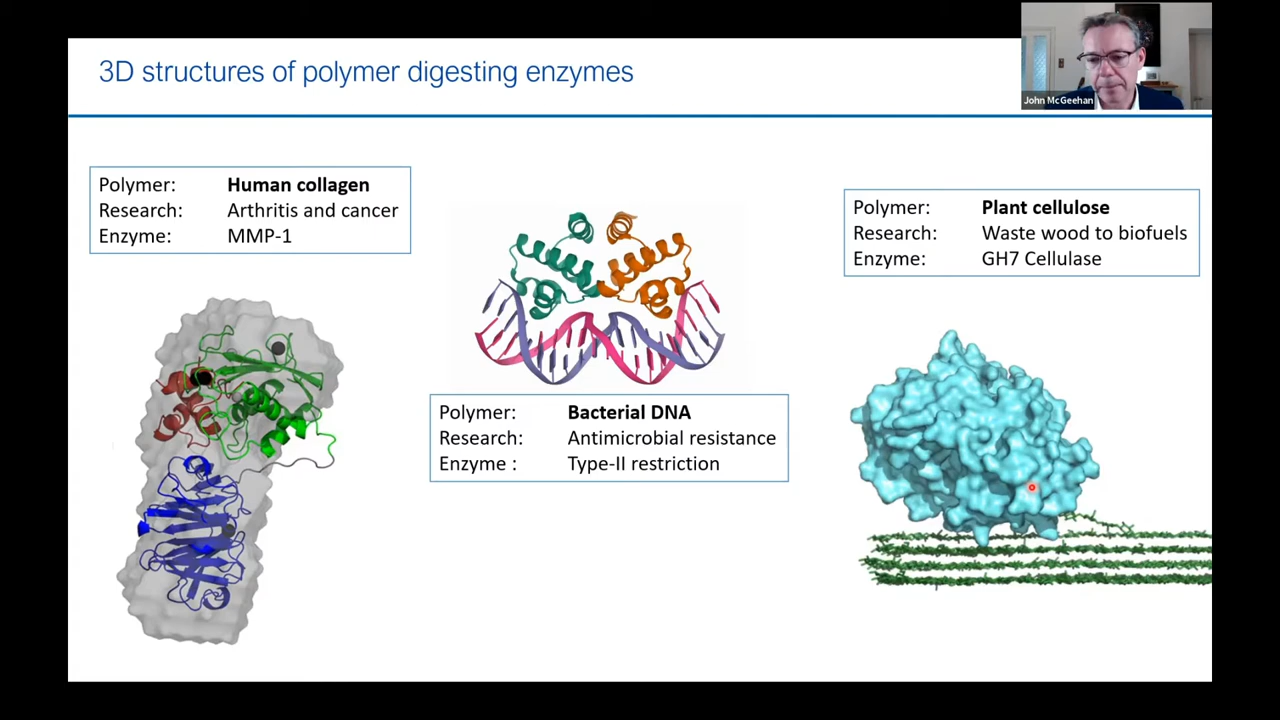 3D structures of polymer digesting enzymes
John McGeehan
Polymer: Human collagen
Research: Arthritis and cancer
Enzyme: MMP-1
Polymer: Plant cellulose
Research: Waste wood to biofuels
Enzyme: GH7 Cellulase
Polymer: Bacterial DNA
Research: Antimicrobial resistance
Enzyme : Type-II restriction